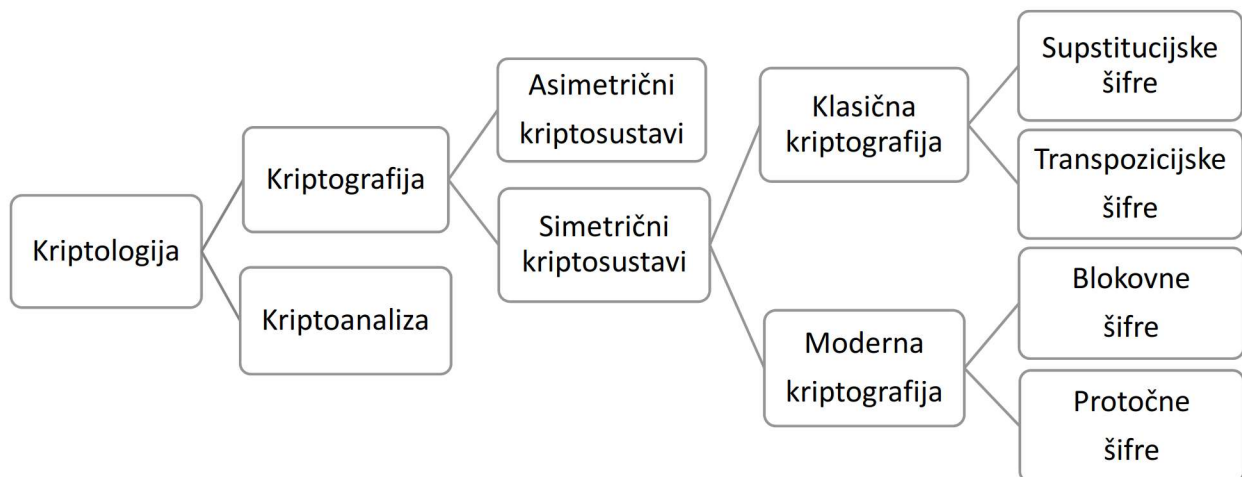 Kriptologija
Kriptografija
Kriptoanaliza
Asimetrični
kriptosustavi
Simetrični
kriptosustavi
Klasična
kriptografija
Moderna
kriptografija
Supstitucijske
šifre
Transpozicijske
šifre
Blokovne
šifre
Protočne
šifre